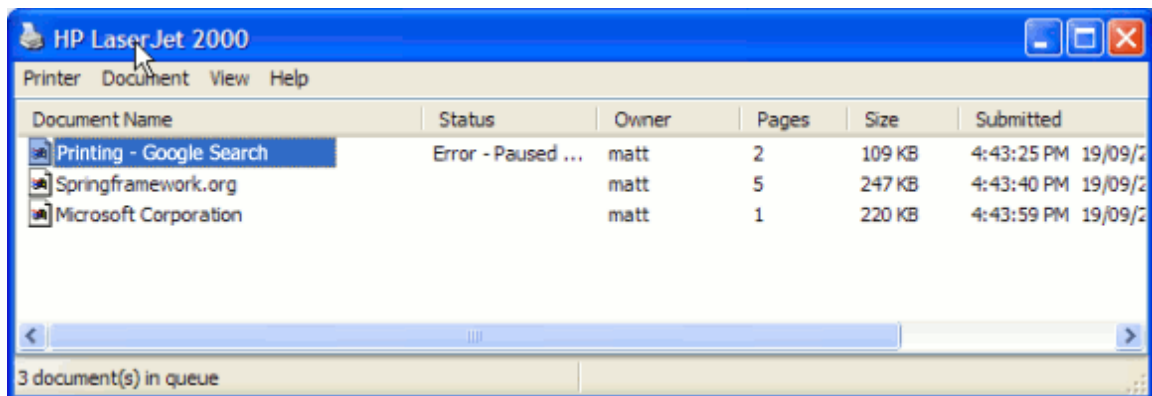 HP LaserJet 2000
Printer Document View Help
Document Name Status Owner Pages Size Submitted
Printing - Google Search Error - Paused ... matt 2 109 KB 4:43:25 PM 19/09/2
Springframework.org matt 5 247 KB 4:43:40 PM 19/09/2
Microsoft Corporation matt 1 220 KB 4:43:59 PM 19/09/2
3 document(s) in queue